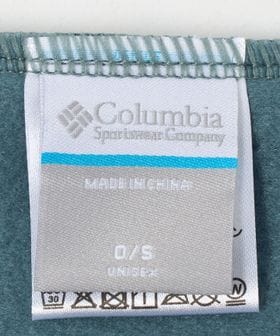 Columbia
Sportswear Company
MADE IN CHINA
O/S
UNISEX
30
W